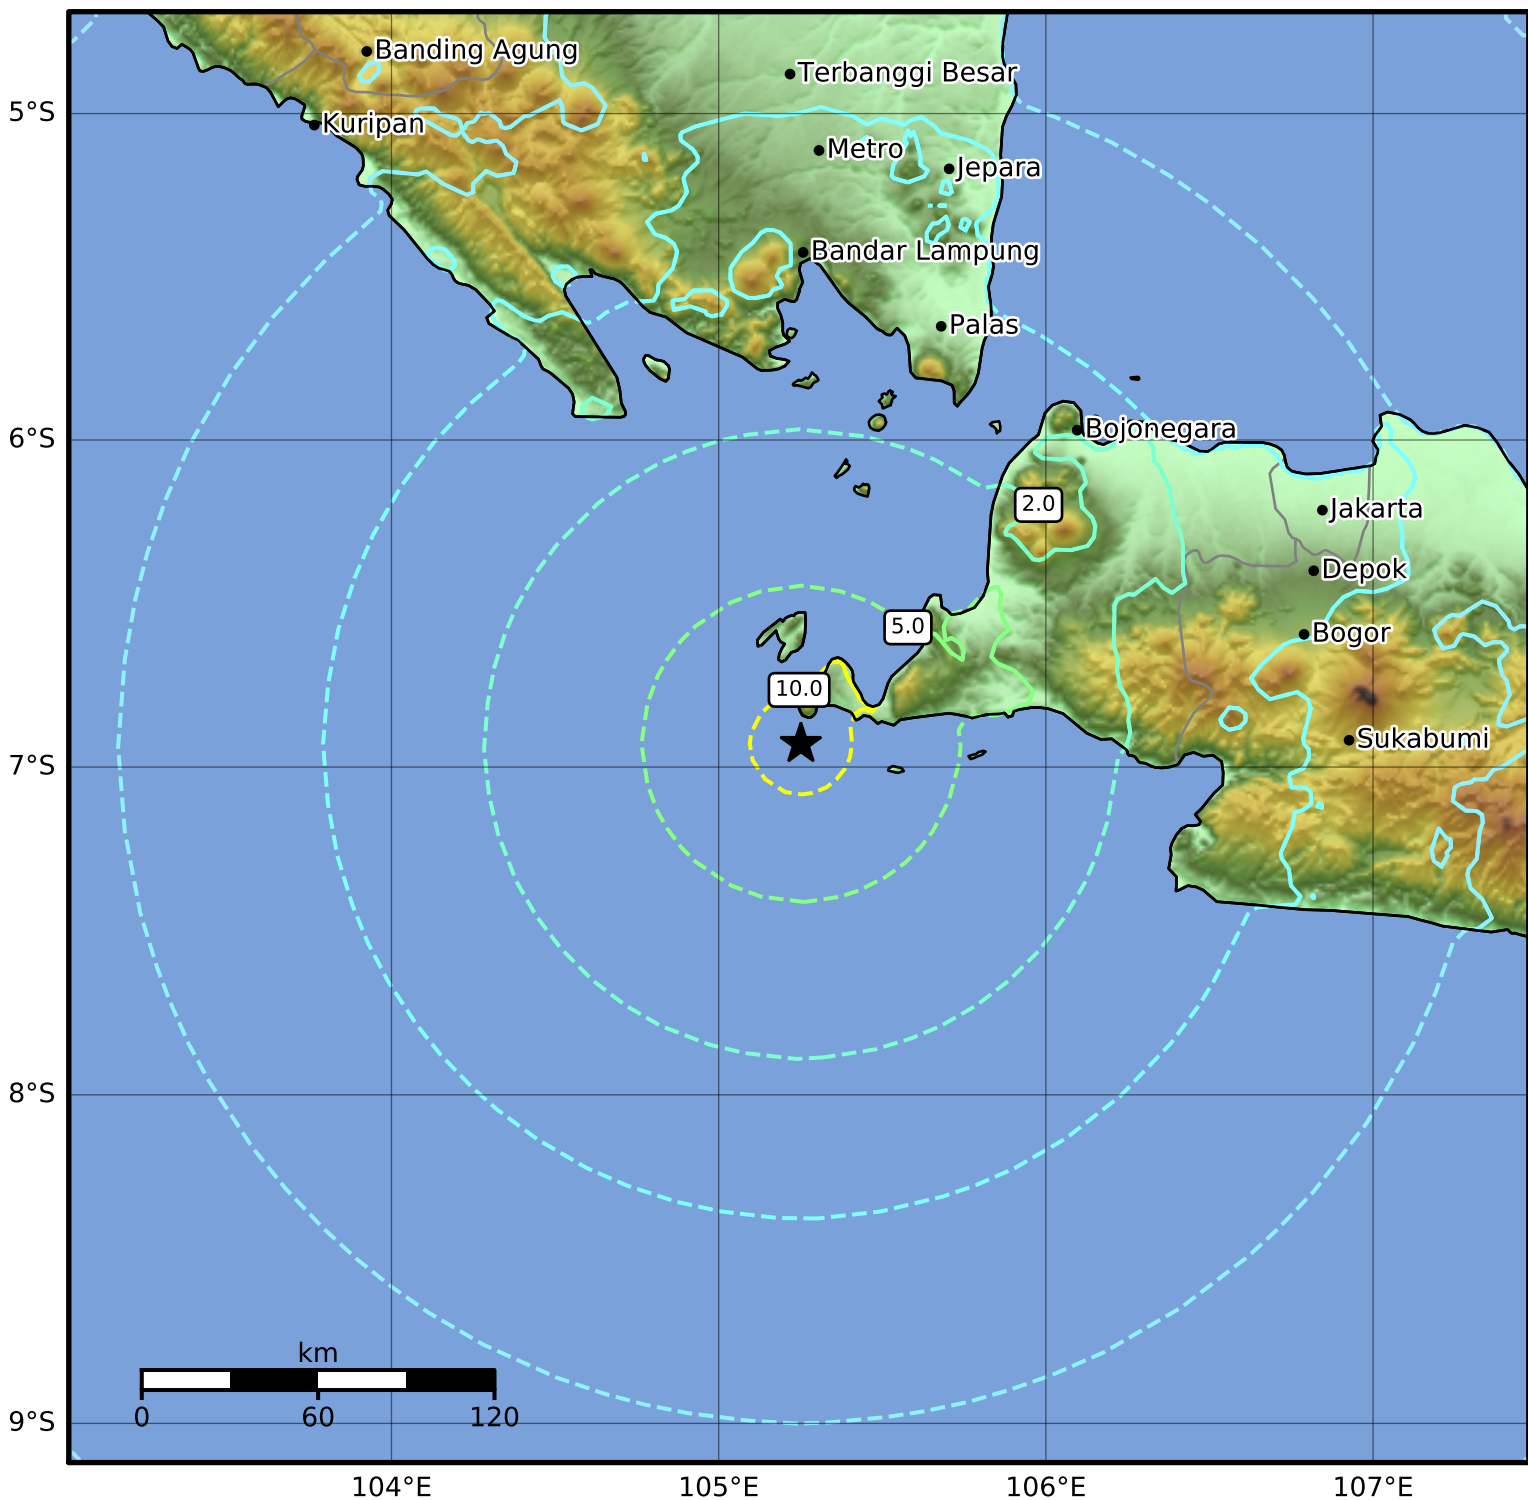 Banding Agung
Terbanggi Besar
5°S
Kuripan
Metro
Jepara
Bandar Lampung
Palas
6°S
Bojonegara
2.0
Jakarta
Depok
5.0
Bogor
10.0
Sukabumi
7°S
8°S
km
0 60 120
9°S
104°E 105°E 106°E 107°E